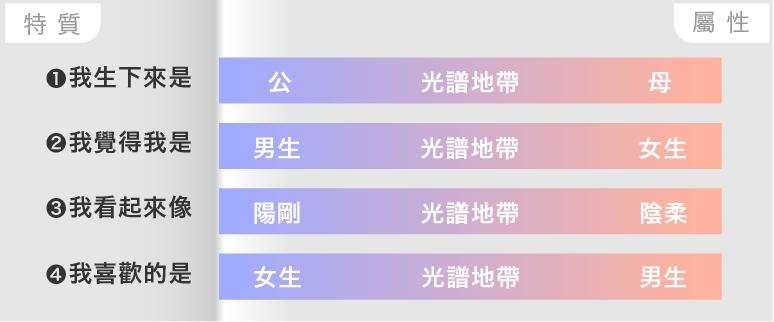 特質 屬性
❶我生下來是 公 光譜地帶 母
❷我覺得我是 男生 光譜地帶 女生
❸我看起來像 陽剛 光譜地帶 陰柔
❹我喜歡的是 女生 光譜地帶 男生